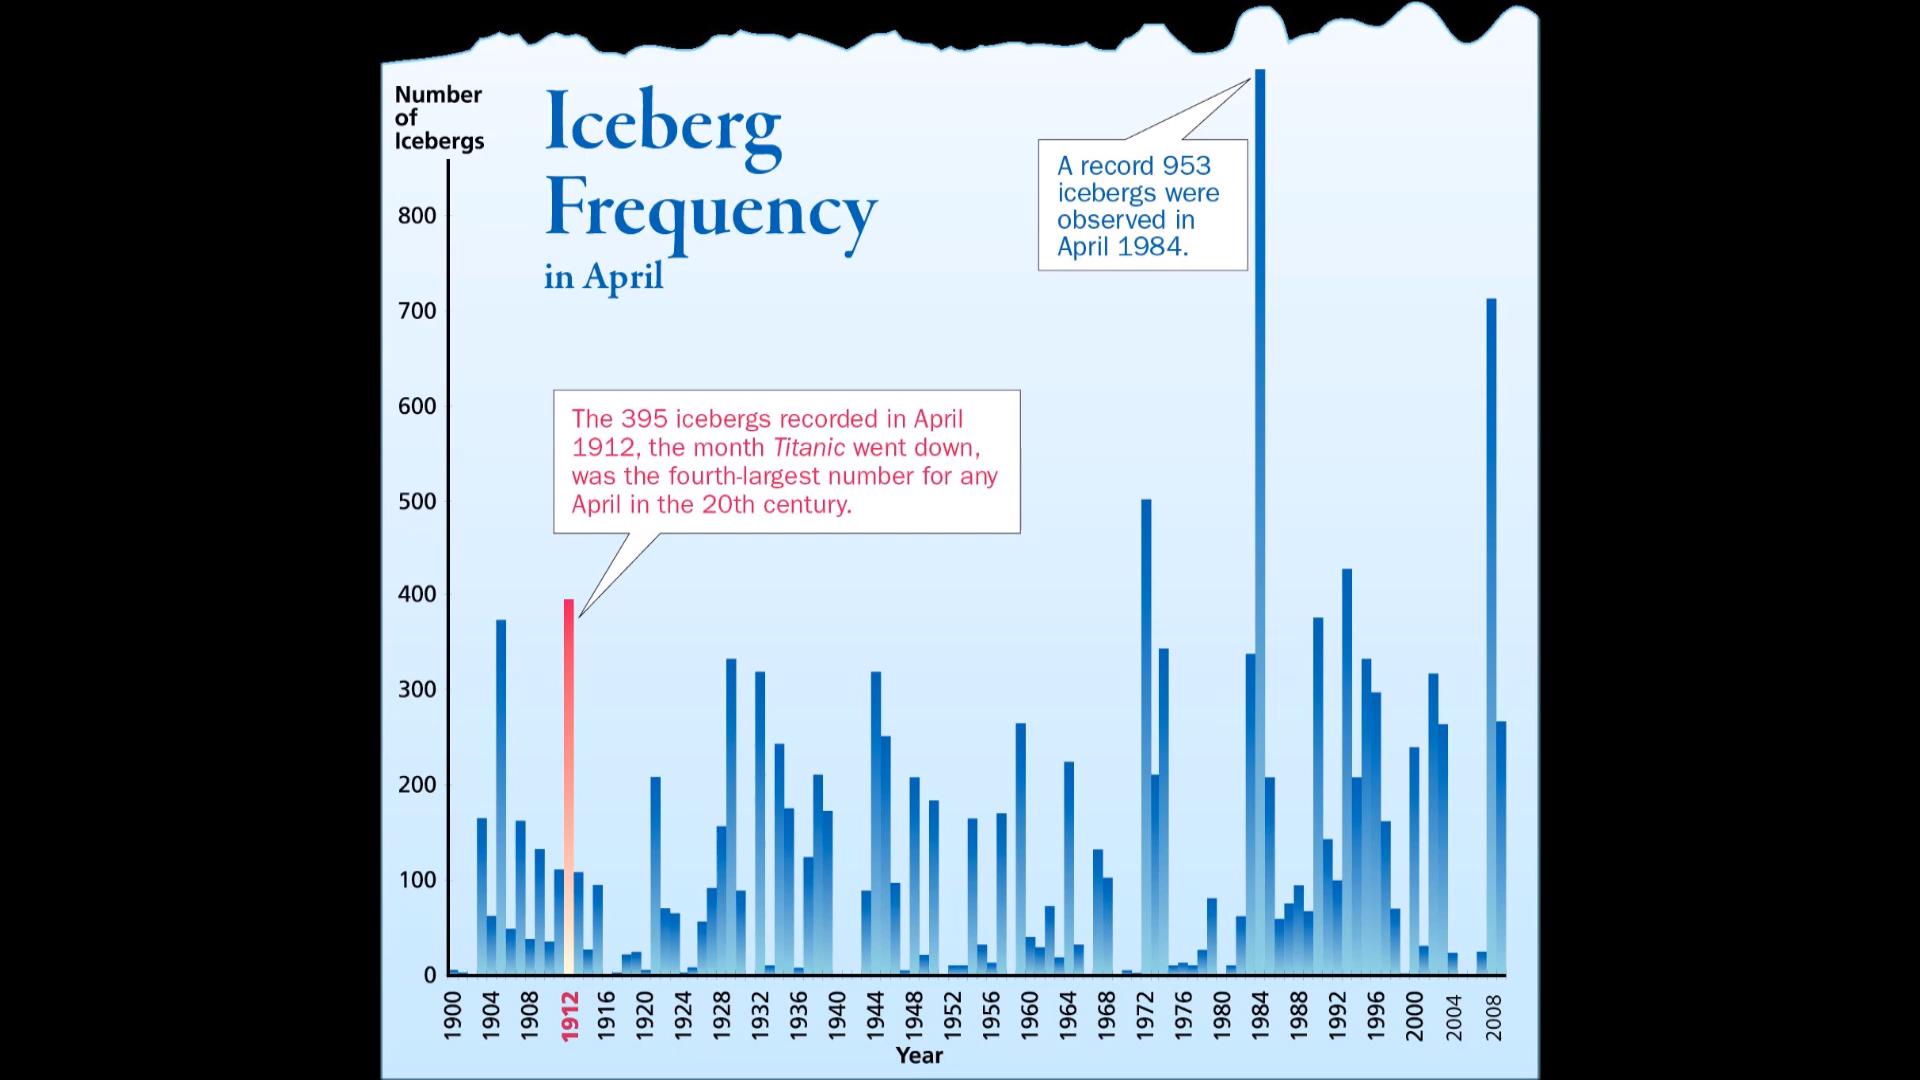 Number
of
Icebergs
Iceberg
Frequency
in April
A record 953
icebergs were
observed in
April 1984.
The 395 icebergs recorded in April
1912, the month Titanic went down,
was the fourth-largest number for any
April in the 20th century.
800
700
600
500
400
300
200
100
0
1900 1904 1908 1912 1916 1920 1924 1928 1932 1936 1940 1944 1948 1952 1956 1960 1964 1968 1972 1976 1980 1984 1988 1992 1996 2000 2004 2008
Year